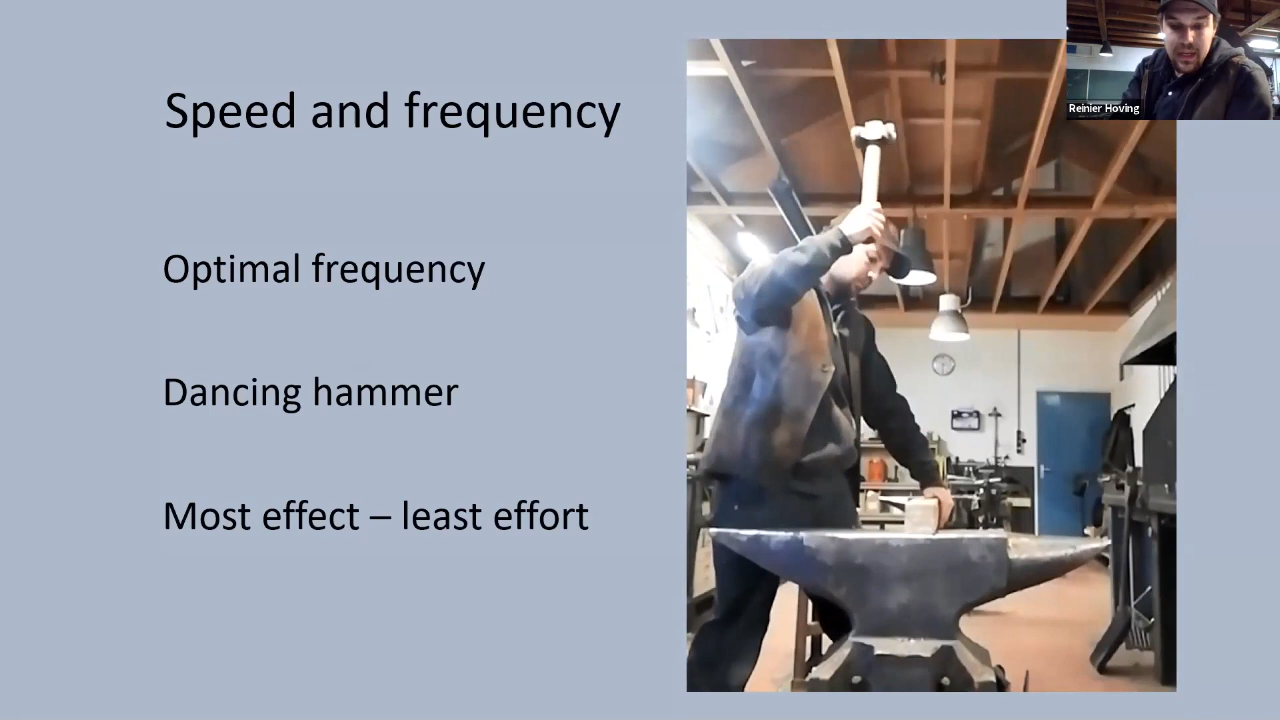 Speed and frequency
Reinier Hoving
Optimal frequency
Dancing hammer
Most effect – least effort